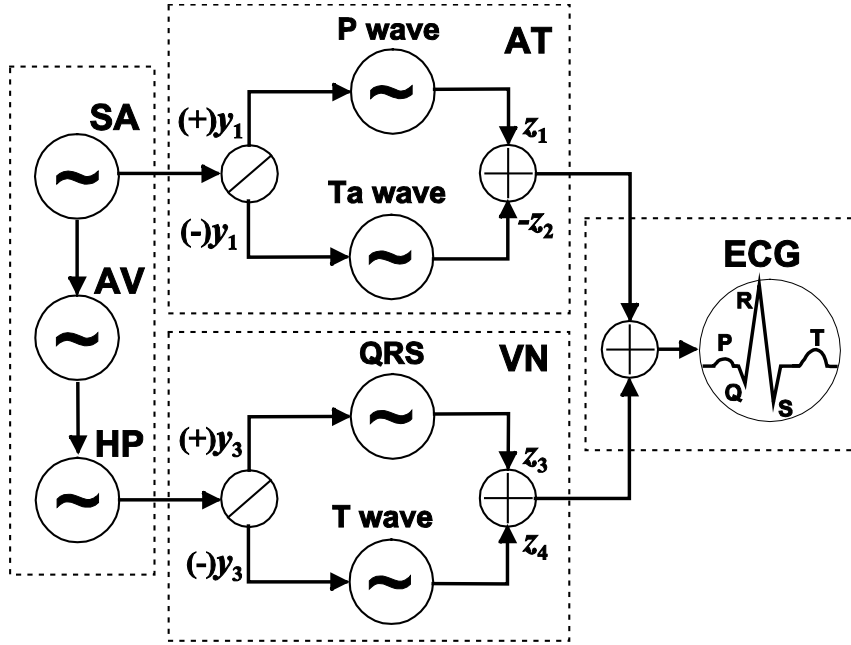 P wave
AT
SA
(+)y1
z1
Ta wave
(-)y1
-z2
AV
ECG
R
P
T
Q
S
QRS
VN
HP
(+)y3
z3
T wave
(-)y3
z4